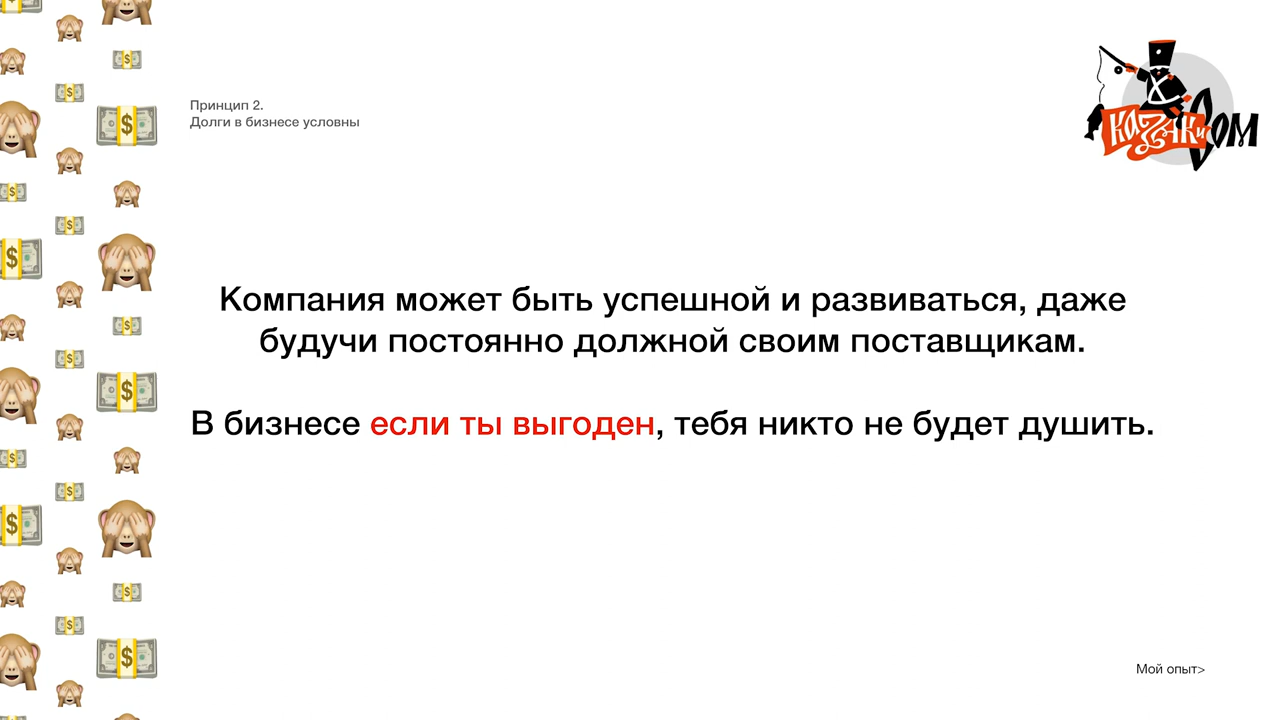 Принцип 2.
Долги в бизнесе условны
Компания может быть успешной и развиваться, даже
будучи постоянно должной своим поставщикам.
В бизнесе если ты выгоден, тебя никто не будет душить.
Мой опыт>